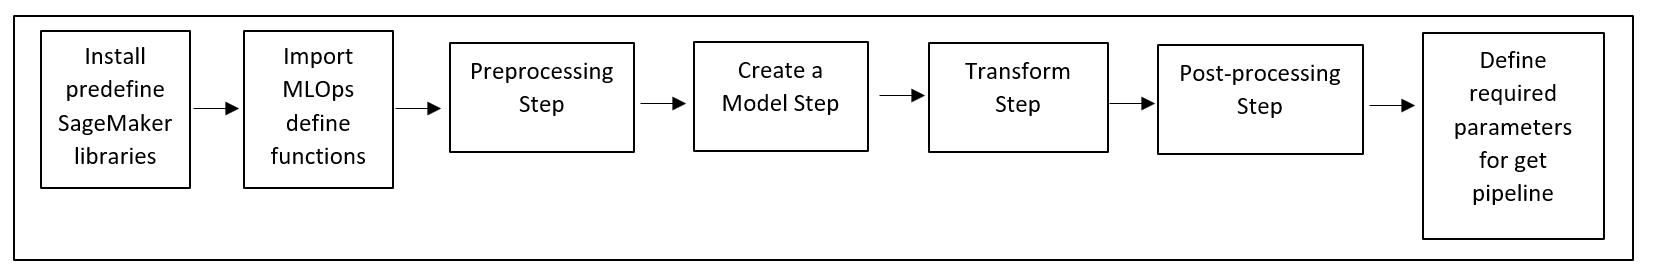 Install
predefine
SageMaker
libraries
Import
MLOps
define
functions
Preprocessing
Step
Create a
Model Step
Transform
Step
Post-processing
Step
Define
required
parameters
for get
pipeline